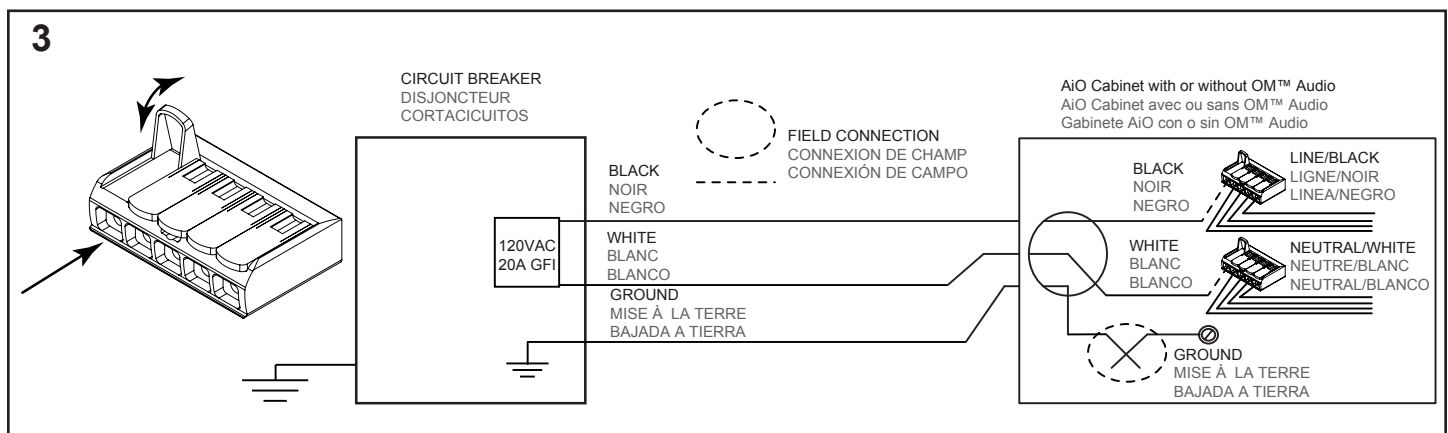 3
CIRCUIT BREAKER
DISJONCTEUR
CORTACICUITOS
120VAC
20A GFI
BLACK
NOIR
NEGRO
WHITE
BLANC
BLANCO
GROUND
MISE À LA TERRE
BAJADA A TIERRA
FIELD CONNECTION
CONNEXION DE CHAMP
CONNEXIÓN DE CAMPO
AiO Cabinet with or without OM™ Audio
AiO Cabinet avec ou sans OM™ Audio
Gabinete AiO con o sin OM™ Audio
BLACK
NOIR
NEGRO
LINE/BLACK
LIGNE/NOIR
LINEA/NEGRO
WHITE
BLANC
BLANCO
NEUTRAL/WHITE
NEUTRE/BLANC
NEUTRAL/BLANCO
GROUND
MISE À LA TERRE
BAJADA A TIERRA